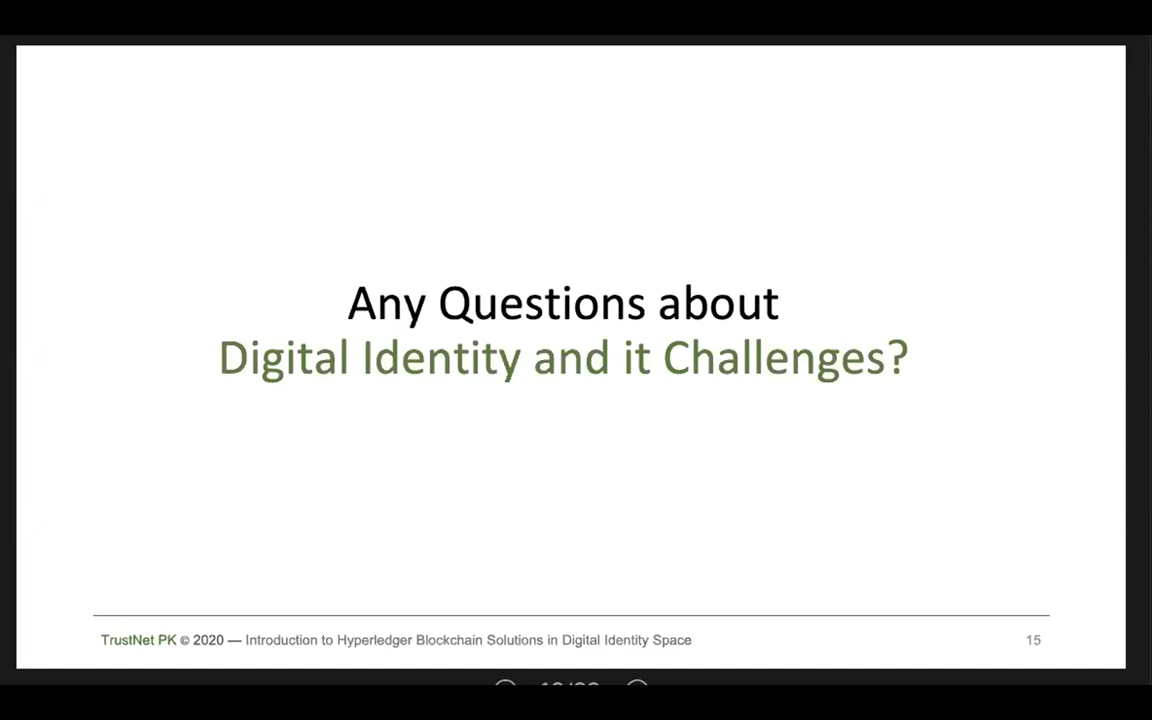 Any Questions about
Digital Identity and it Challenges?
TrustNet PK © 2020 — Introduction to Hyperledger Blockchain Solutions in Digital Identity Space
15